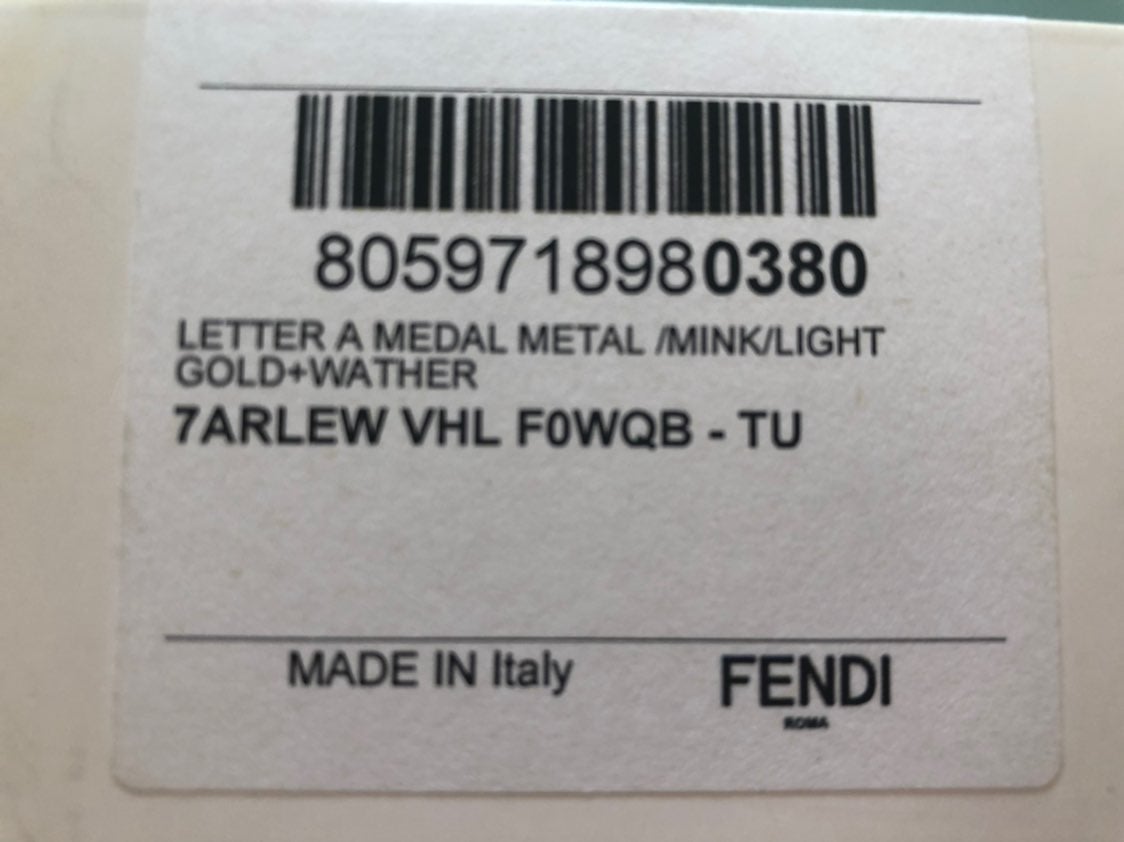 8059718980380
LETTER A MEDAL METAL /MINK/LIGHT
GOLD+WATHER
7ARLEW VHL F0WQB - TU
MADE IN Italy
FENDI
ROMA